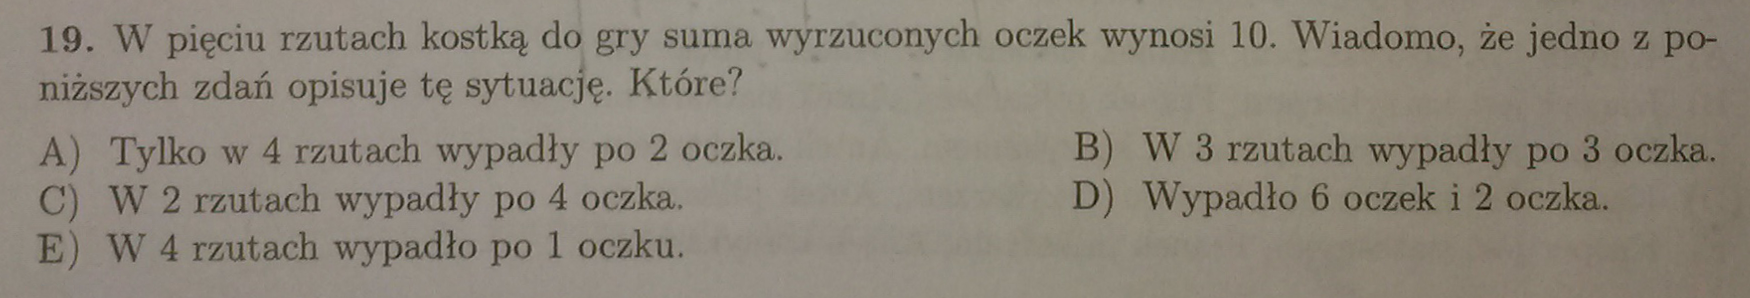 19. W pięciu rzutach kostką do gry suma wyrzuconych oczek wynosi 10. Wiadomo, że jedno z po-
niższych zdań opisuje tę sytuację. Które?
A) Tylko w 4 rzutach wypadły po 2 oczka. B) W 3 rzutach wypadły po 3 oczka.
C) W 2 rzutach wypadły po 4 oczka. D) Wypadło 6 oczek i 2 oczka.
E) W 4 rzutach wypadło po 1 oczku.